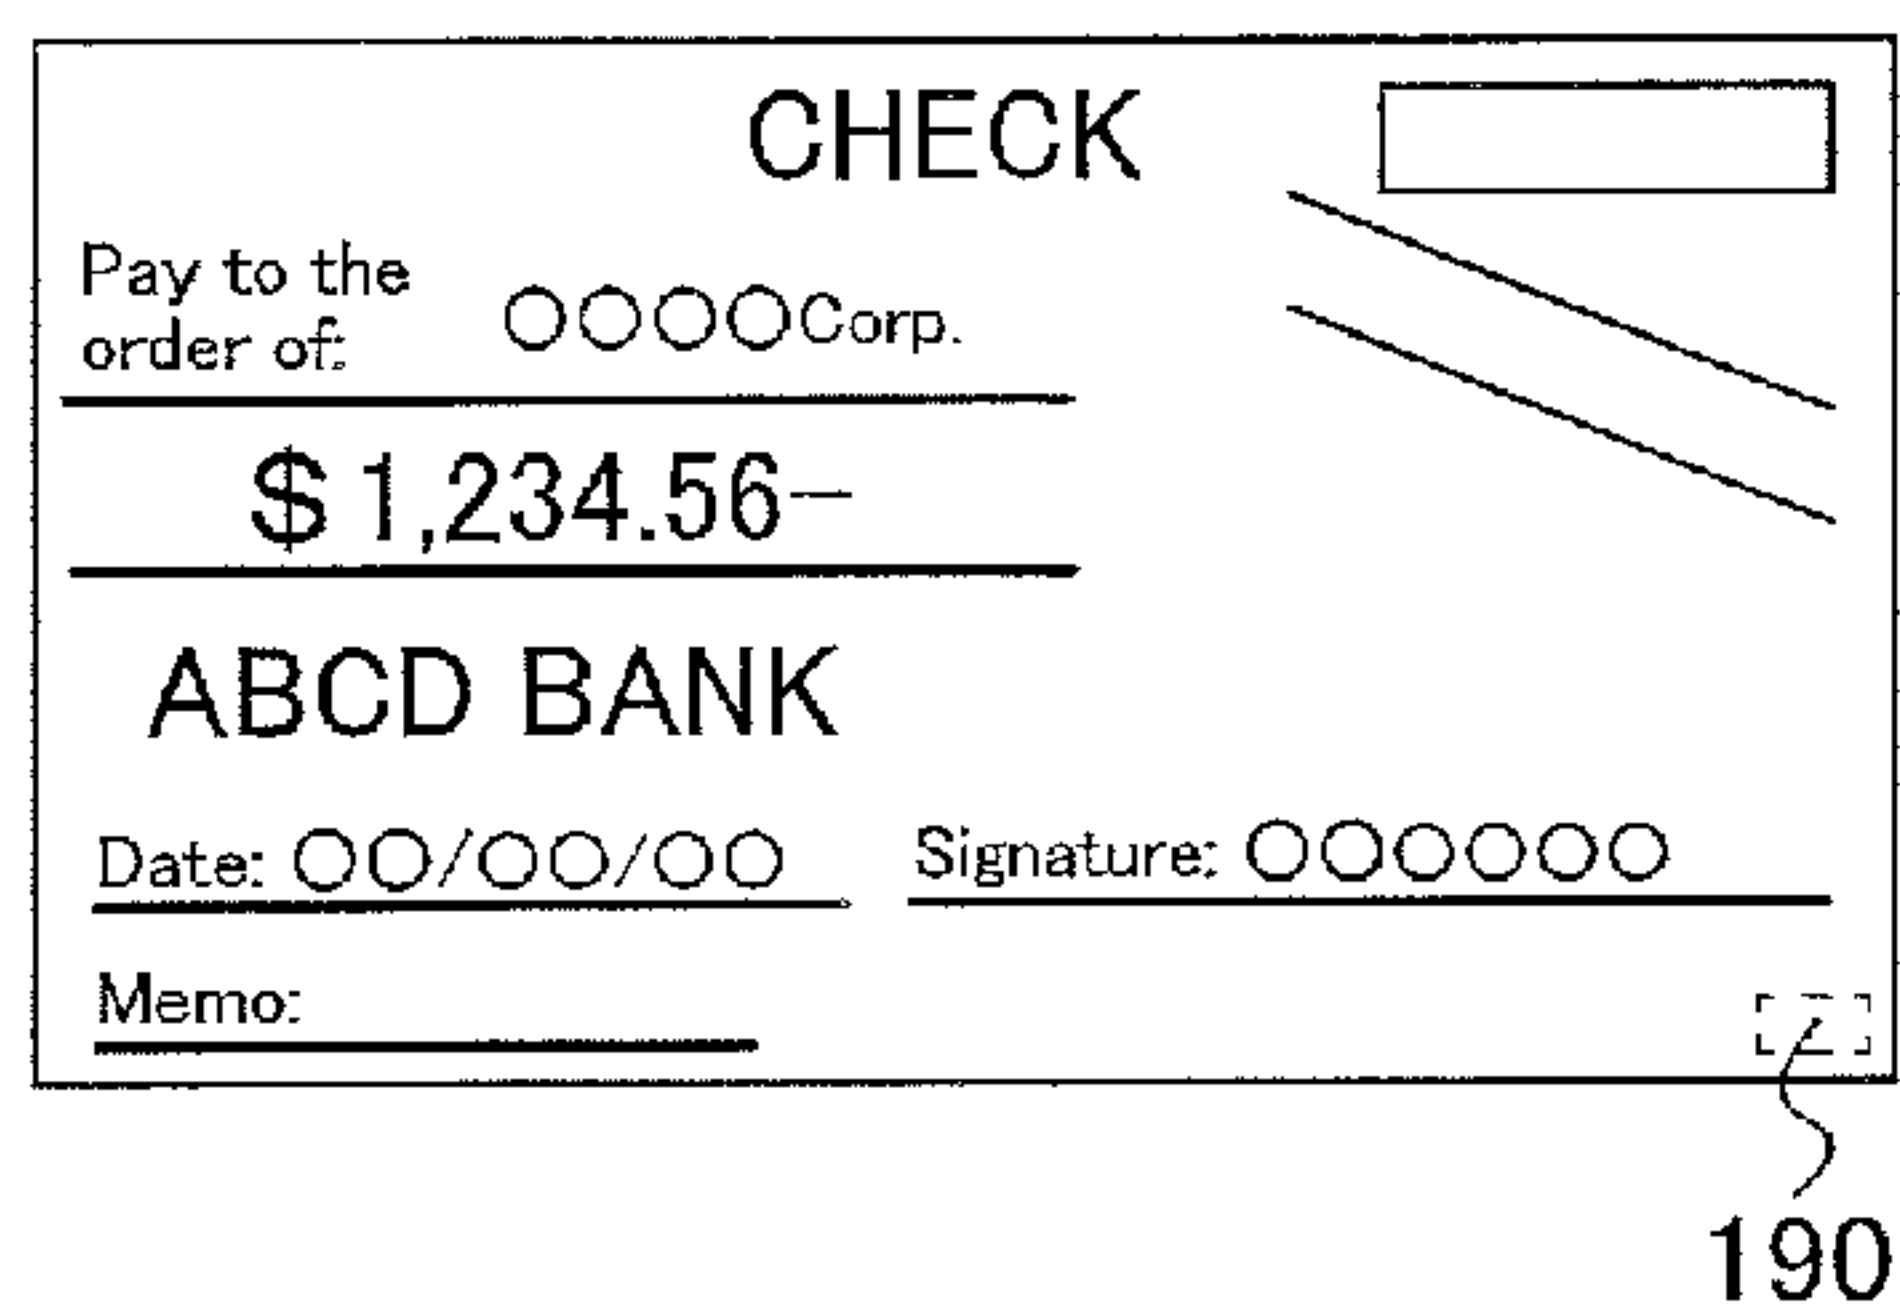 CHECK
Pay to the
order of: ○○○○Corp.
$1,234.56—
ABCD BANK
Date: ○○/○○/○○ Signature: ○○○○○○
Memo:
190